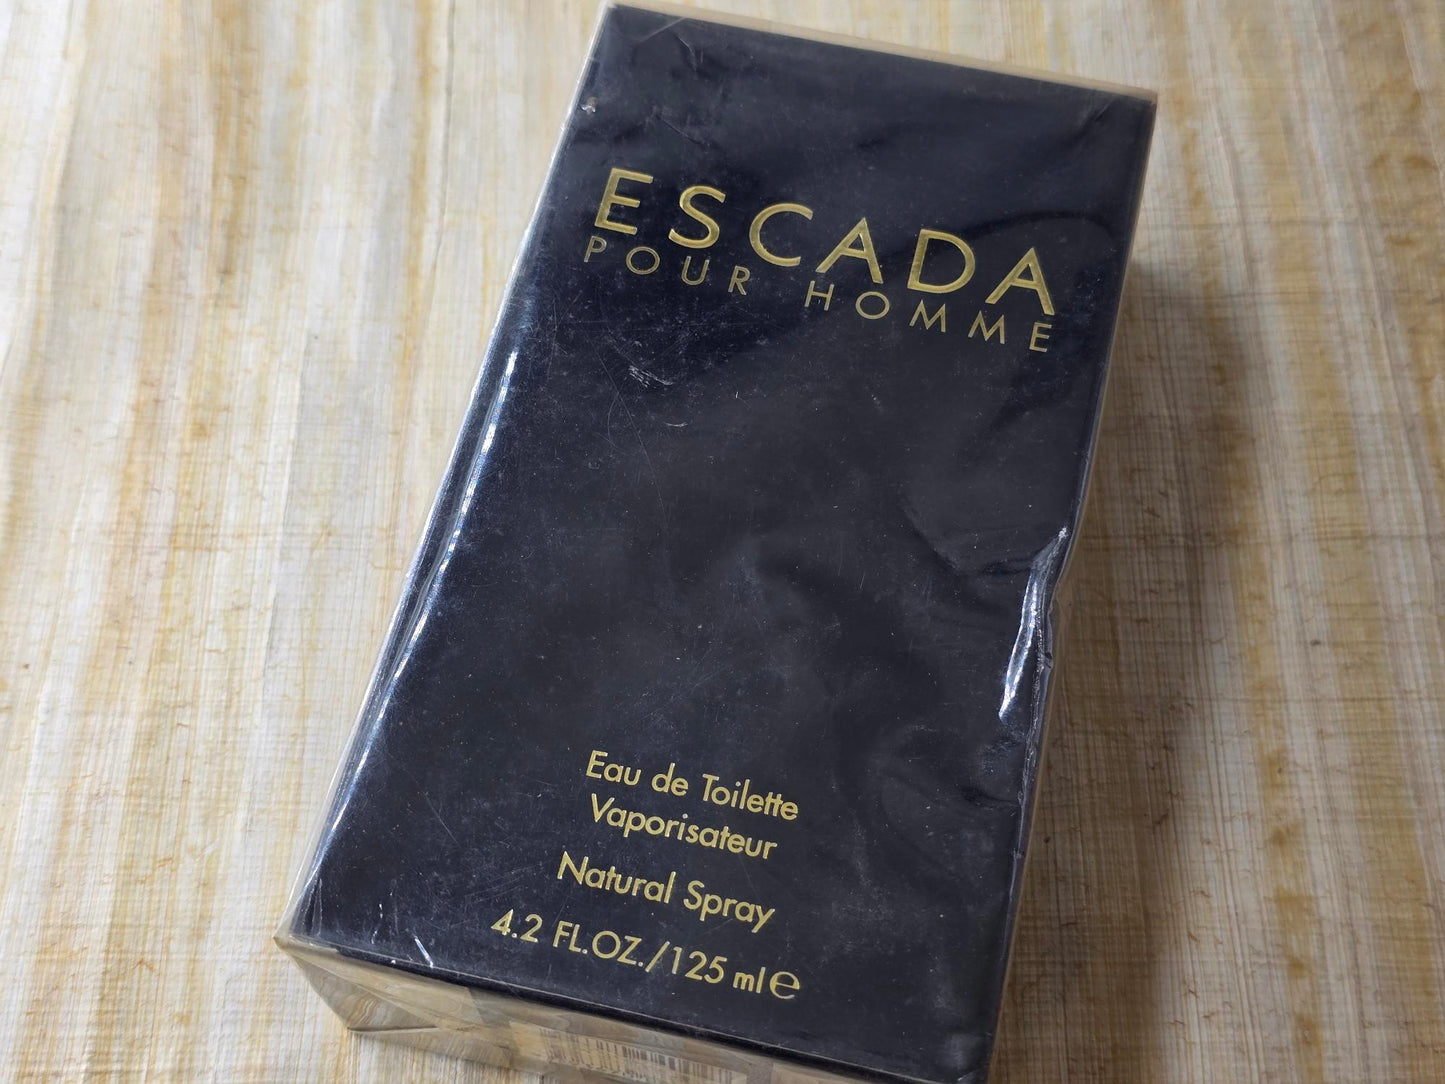 ESCADA
POUR HOMME
Eau de Toilette
Vaporisateur
Natural Spray
4.2 FL.OZ./125 ml ℮